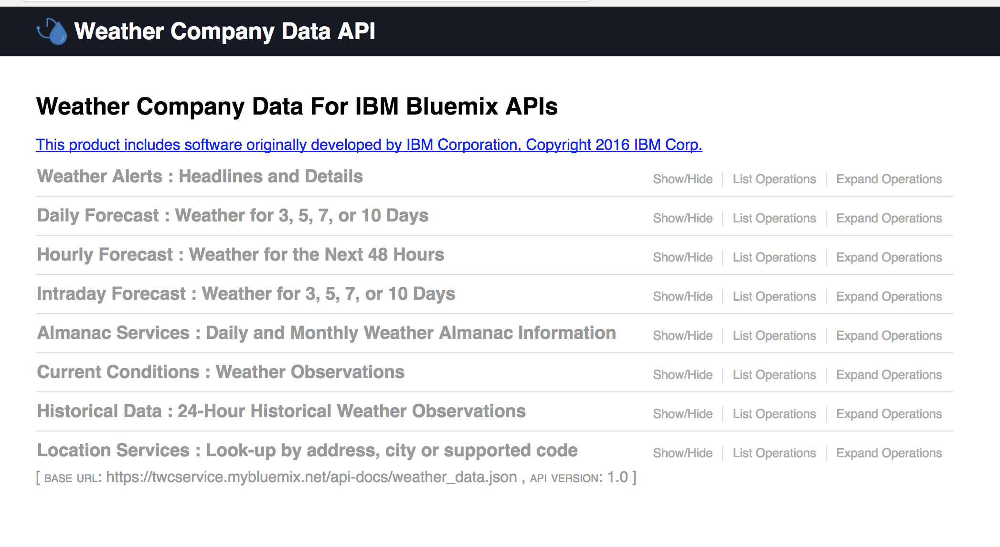 Weather Company Data API
Weather Company Data For IBM Bluemix APIs
This product includes software originally developed by IBM Corporation, Copyright 2016 IBM Corp.
Weather Alerts : Headlines and Details Show/Hide List Operations Expand Operations
Daily Forecast : Weather for 3, 5, 7, or 10 Days Show/Hide List Operations Expand Operations
Hourly Forecast : Weather for the Next 48 Hours Show/Hide List Operations Expand Operations
Intraday Forecast : Weather for 3, 5, 7, or 10 Days Show/Hide List Operations Expand Operations
Almanac Services : Daily and Monthly Weather Almanac Information Show/Hide List Operations Expand Operations
Current Conditions : Weather Observations Show/Hide List Operations Expand Operations
Historical Data : 24-Hour Historical Weather Observations Show/Hide List Operations Expand Operations
Location Services : Look-up by address, city or supported code Show/Hide List Operations Expand Operations
[ BASE URL: https://twcservice.mybluemix.net/api-docs/weather_data.json , API VERSION: 1.0 ]